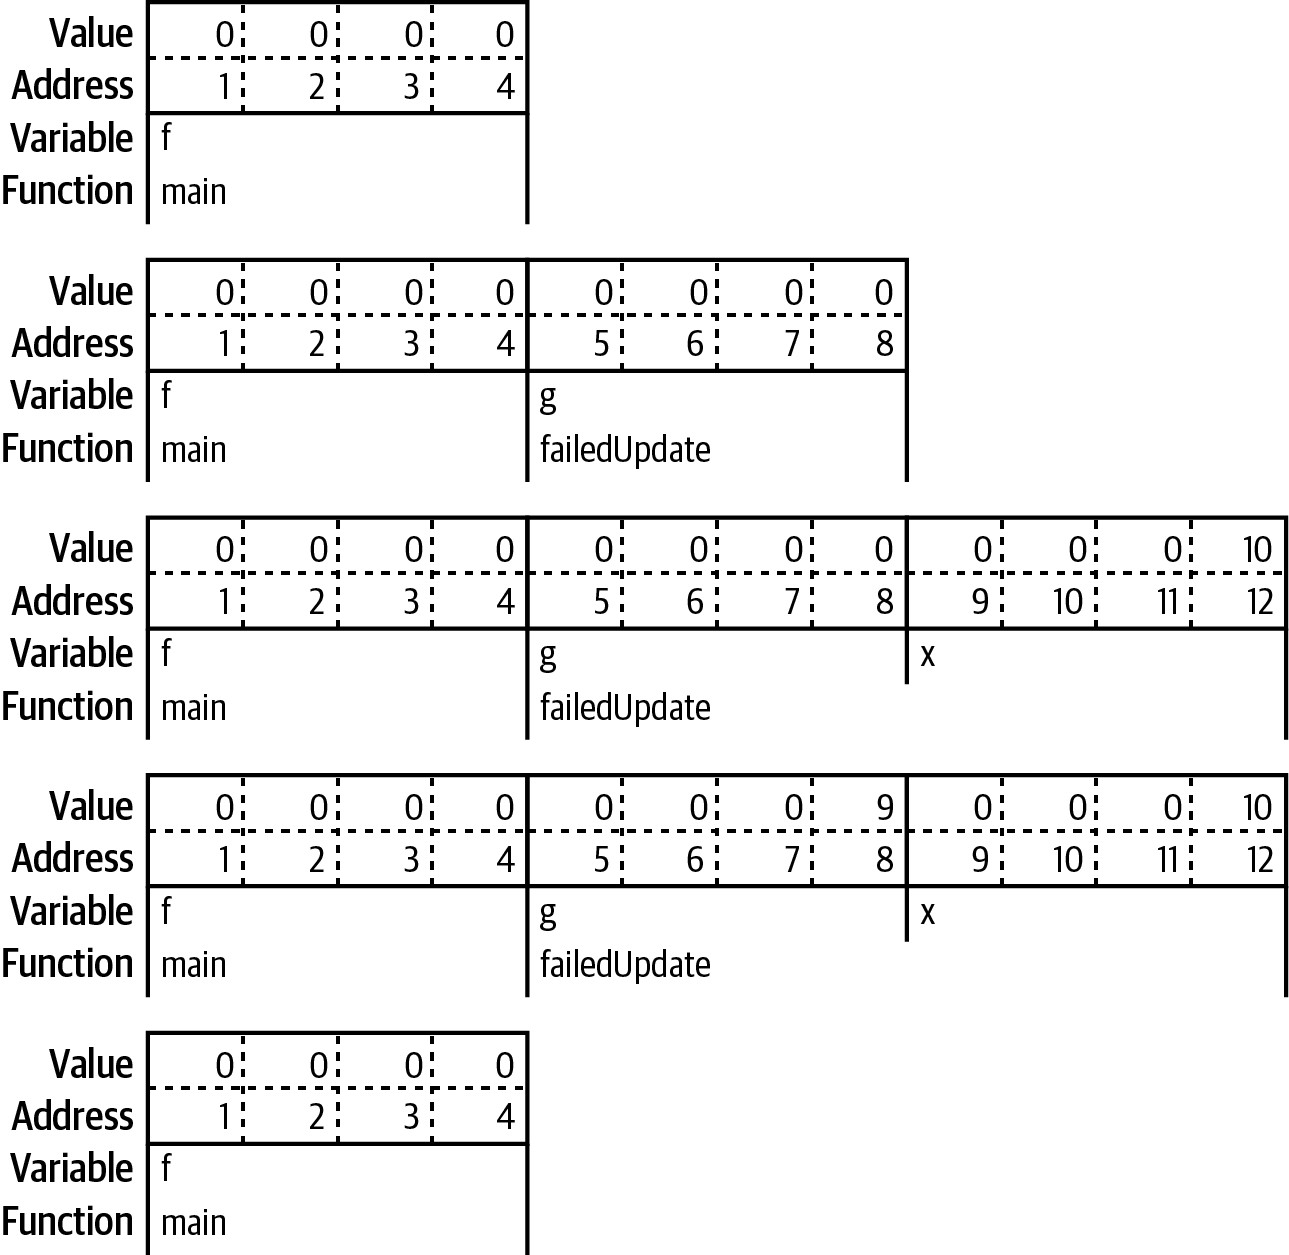 Value 0 0 0 0
Address 1 2 3 4
Variable f
Function main
Value 0 0 0 0 0 0 0 0
Address 1 2 3 4 5 6 7 8
Variable f g
Function main failedUpdate
Value 0 0 0 0 0 0 0 0 0 0 0 10
Address 1 2 3 4 5 6 7 8 9 10 11 12
Variable f g x
Function main failedUpdate
Value 0 0 0 0 0 0 0 9 0 0 0 10
Address 1 2 3 4 5 6 7 8 9 10 11 12
Variable f g x
Function main failedUpdate
Value 0 0 0 0
Address 1 2 3 4
Variable f
Function main